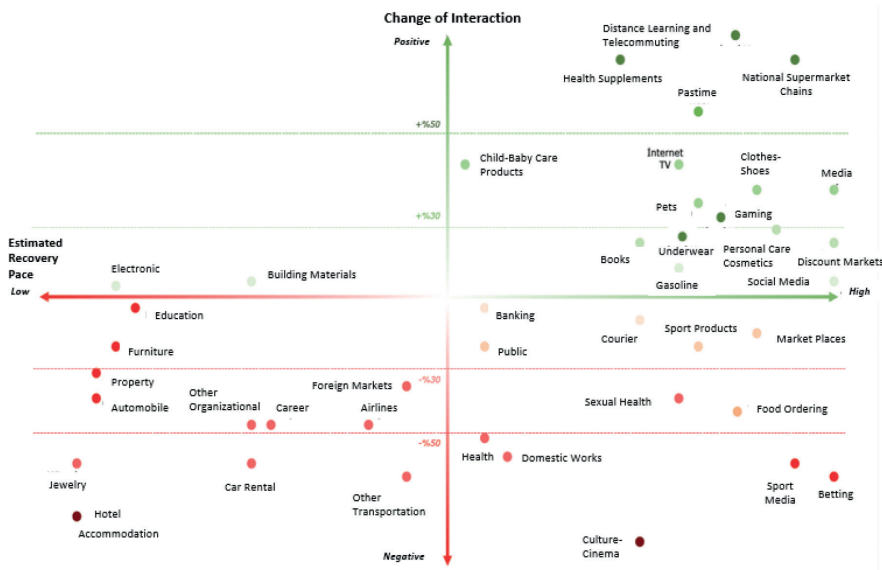 Change of Interaction
Positive
Distance Learning and
Telecommuting
Health Supplements
National Supermarket
Chains
Pastime
+%50
Child-Baby Care
Products
Internet
TV
Clothes-
Shoes
Media
Pets
Gaming
+%30
Estimated
Recovery
Pace
Low
Books
Underwear
Personal Care
Cosmetics
Discount Markets
Electronic
Building Materials
Gasoline
Social Media
High
Education
Banking
Courier
Sport Products
Market Places
Furniture
Public
-%30
Property
Foreign Markets
Automobile
Other
Organizational
Career
Airlines
Sexual Health
Food Ordering
-%50
Health
Domestic Works
Jewelry
Car Rental
Other
Transportation
Sport
Media
Betting
Hotel
Accommodation
Culture-
Cinema
Negative